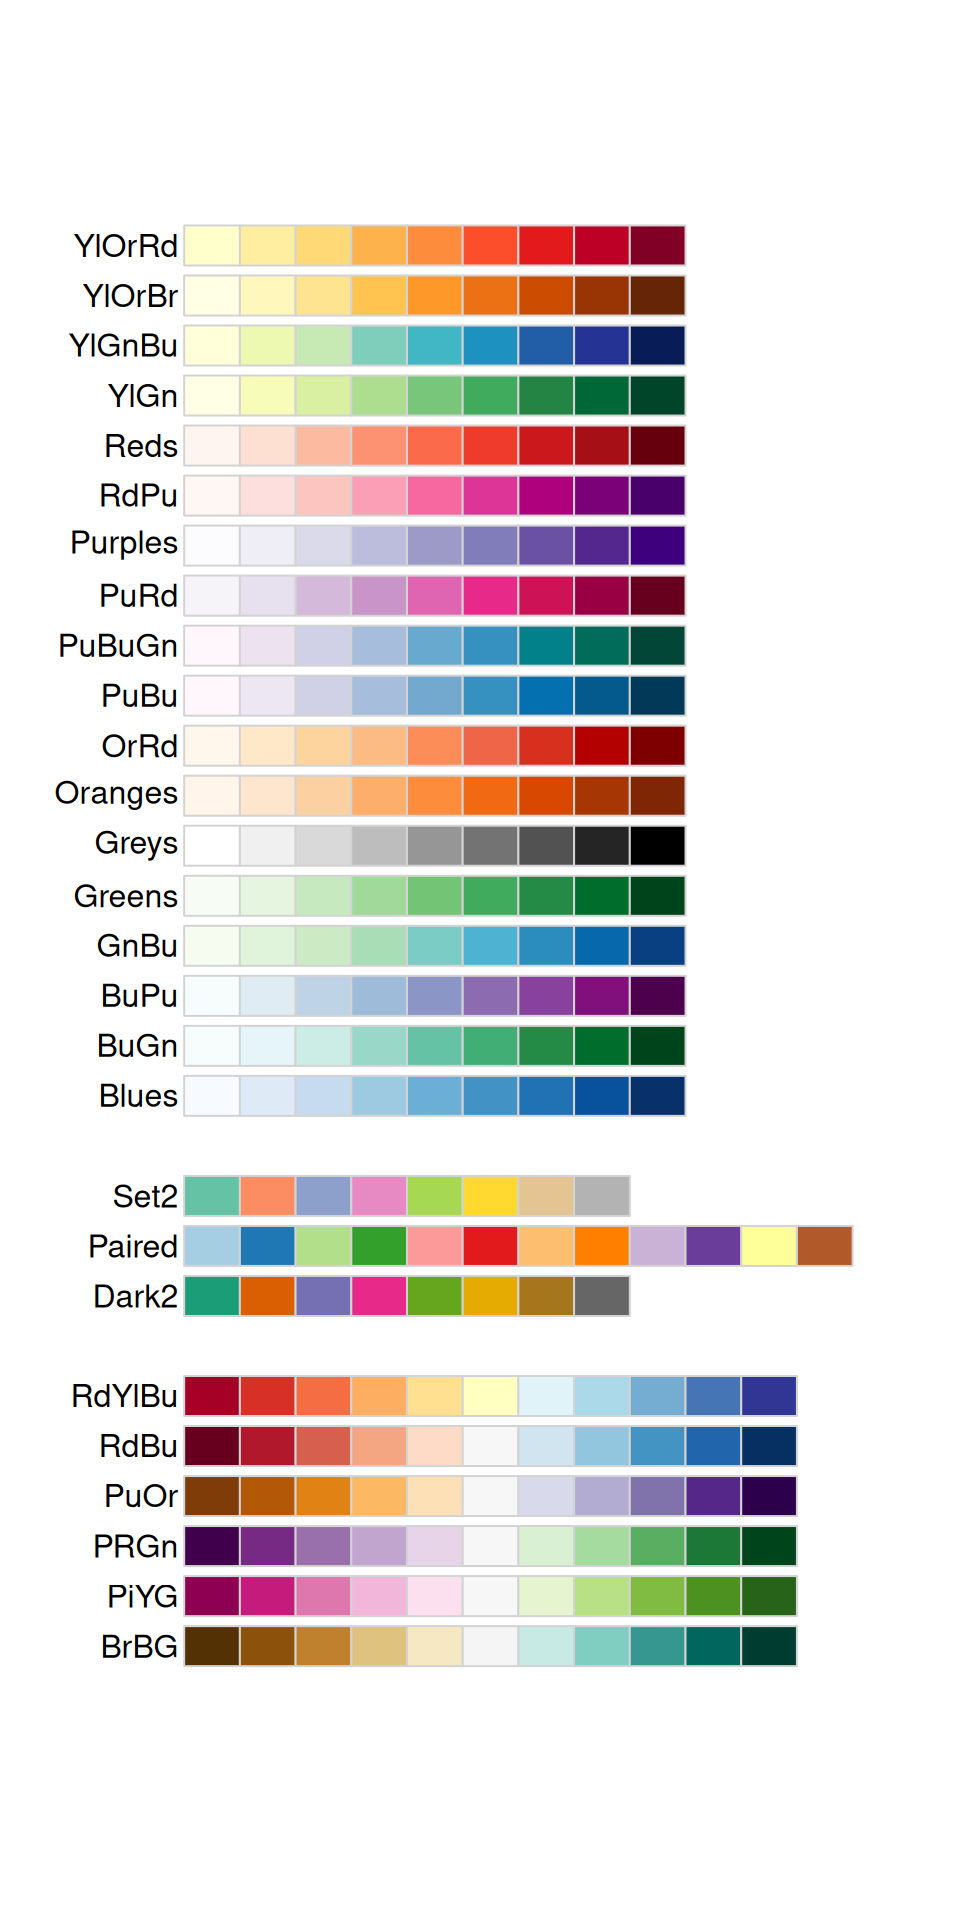 YlOrRd
YlOrBr
YlGnBu
YlGn
Reds
RdPu
Purples
PuRd
PuBuGn
PuBu
OrRd
Oranges
Greys
Greens
GnBu
BuPu
BuGn
Blues
Set2
Paired
Dark2
RdYlBu
RdBu
PuOr
PRGn
PiYG
BrBG